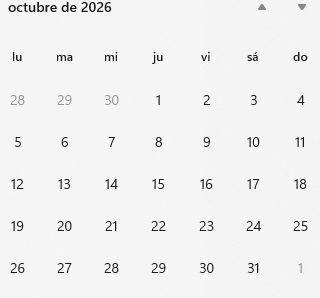 octubre de 2026
lu ma mi ju vi sá do
28 29 30 1 2 3 4
5 6 7 8 9 10 11
12 13 14 15 16 17 18
19 20 21 22 23 24 25
26 27 28 29 30 31 1